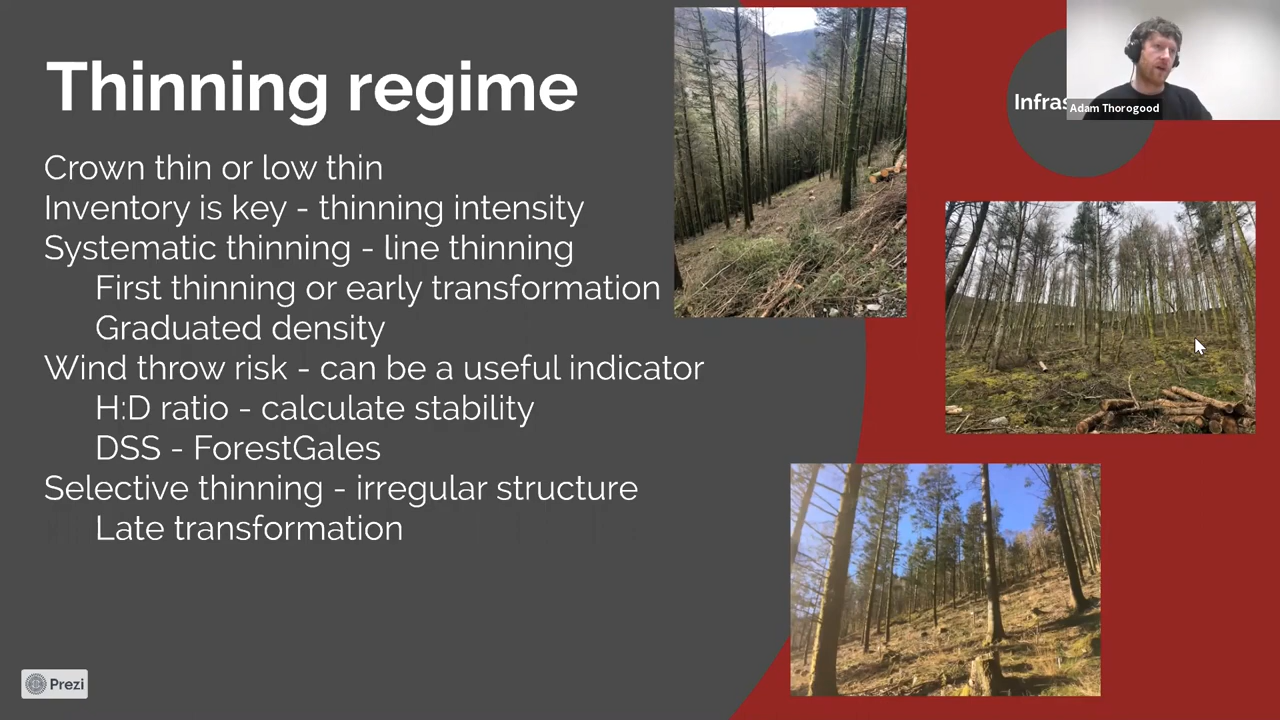 Thinning regime
Crown thin or low thin
Inventory is key - thinning intensity
Systematic thinning - line thinning
First thinning or early transformation
Graduated density
Wind throw risk - can be a useful indicator
H:D ratio - calculate stability
DSS - ForestGales
Selective thinning - irregular structure
Late transformation
Infras
Adam Thorogood
Prezi